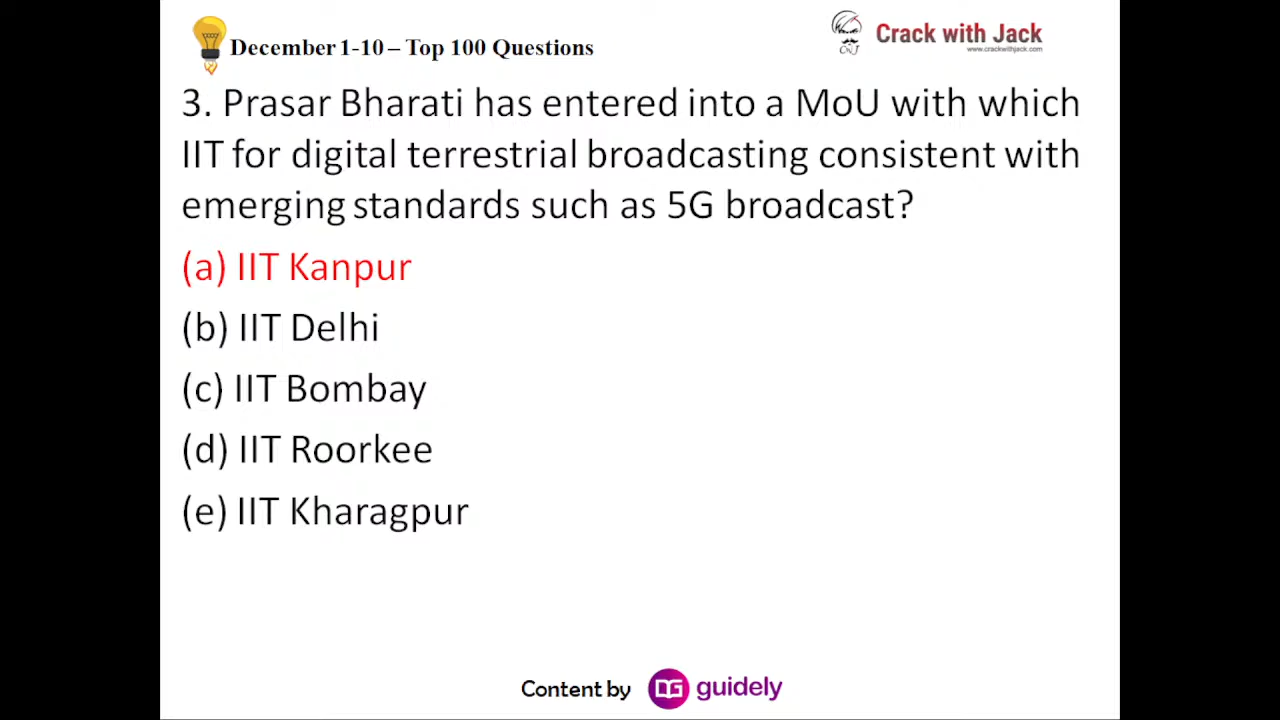 December 1-10 – Top 100 Questions
CWJ
Crack with Jack
www.crackwithjack.com
3. Prasar Bharati has entered into a MoU with which
IIT for digital terrestrial broadcasting consistent with
emerging standards such as 5G broadcast?
(a) IIT Kanpur
(b) IIT Delhi
(c) IIT Bombay
(d) IIT Roorkee
(e) IIT Kharagpur
Content by
guidely